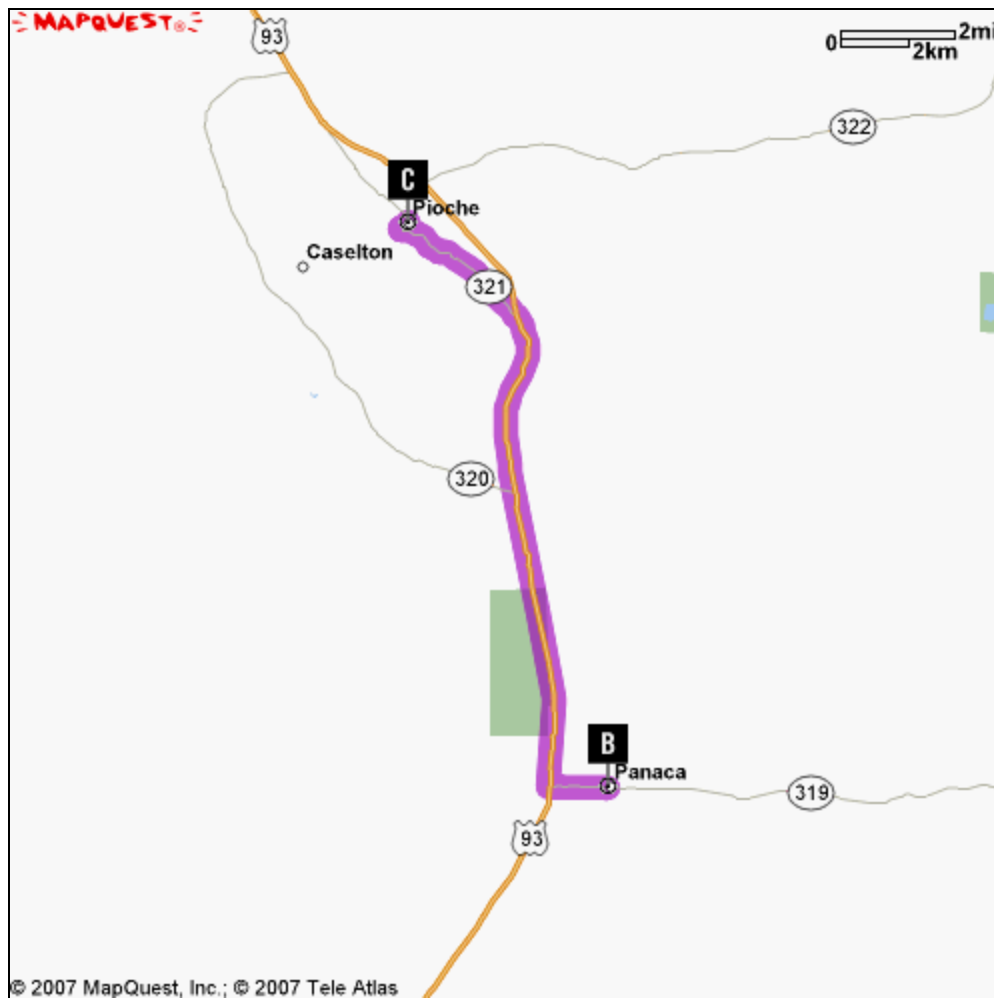 MAPQUEST®
93
0
2mi
2km
322
C
Pioche
Caselton
321
320
B
Panaca
319
93
© 2007 MapQuest, Inc.; © 2007 Tele Atlas